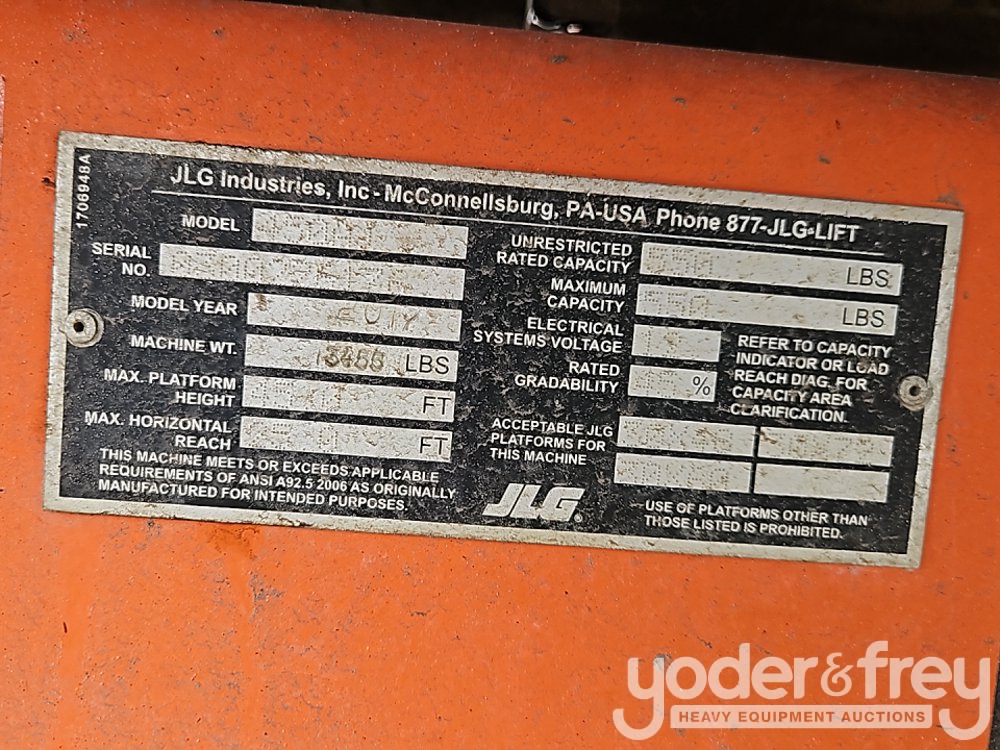 1706948A
JLG Industries, Inc - McConnellsburg, PA-USA Phone 877-JLG-LIFT
MODEL
SERIAL NO.
MODEL YEAR
MACHINE WT. LBS
MAX. PLATFORM
HEIGHT FT
MAX. HORIZONTAL
REACH FT
THIS MACHINE MEETS OR EXCEEDS APPLICABLE
REQUIREMENTS OF ANSI A92.5 2006 AS ORIGINALLY
MANUFACTURED FOR INTENDED PURPOSES.
UNRESTRICTED
RATED CAPACITY 550 LBS
MAXIMUM
CAPACITY 550 LBS
ELECTRICAL
SYSTEMS VOLTAGE
RATED
GRADABILITY 45 %
REFER TO CAPACITY
INDICATOR OR LOAD
REACH DIAG. FOR
CAPACITY AREA
CLARIFICATION.
ACCEPTABLE JLG
PLATFORMS FOR
THIS MACHINE
JLG
USE OF PLATFORMS OTHER THAN
THOSE LISTED IS PROHIBITED.
yoder&frey
HEAVY EQUIPMENT AUCTIONS